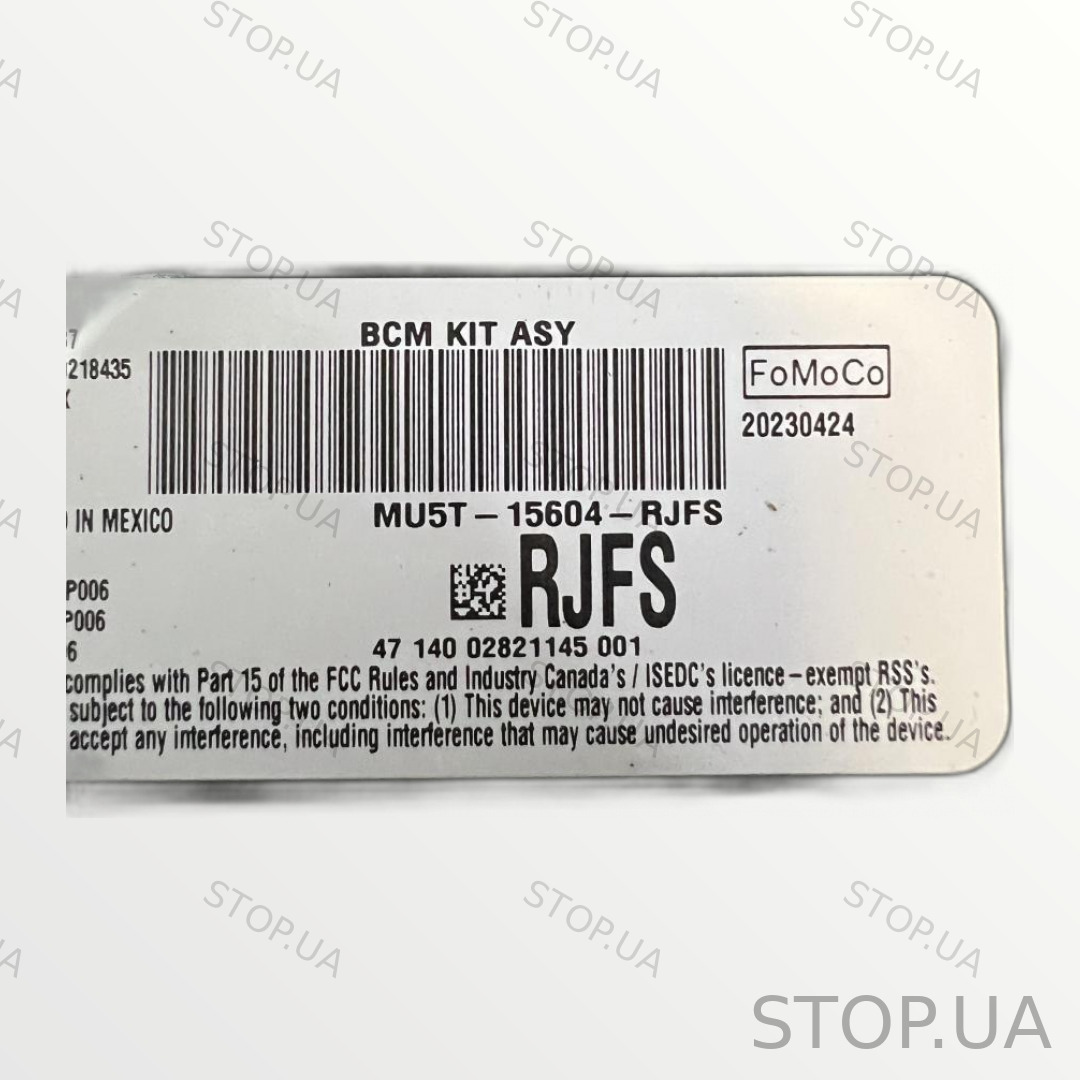 BCM KIT ASY
218435
FoMoCo
20230424
IN MEXICO
MU5T-15604-RJFS
RJFS
P006
P006
6
47 140 02821145 001
complies with Part 15 of the FCC Rules and Industry Canada's / ISEDC's licence-exempt RSS's.
subject to the following two conditions: (1) This device may not cause interference; and (2) This
accept any interference, including interference that may cause undesired operation of the device.
STOP.UA